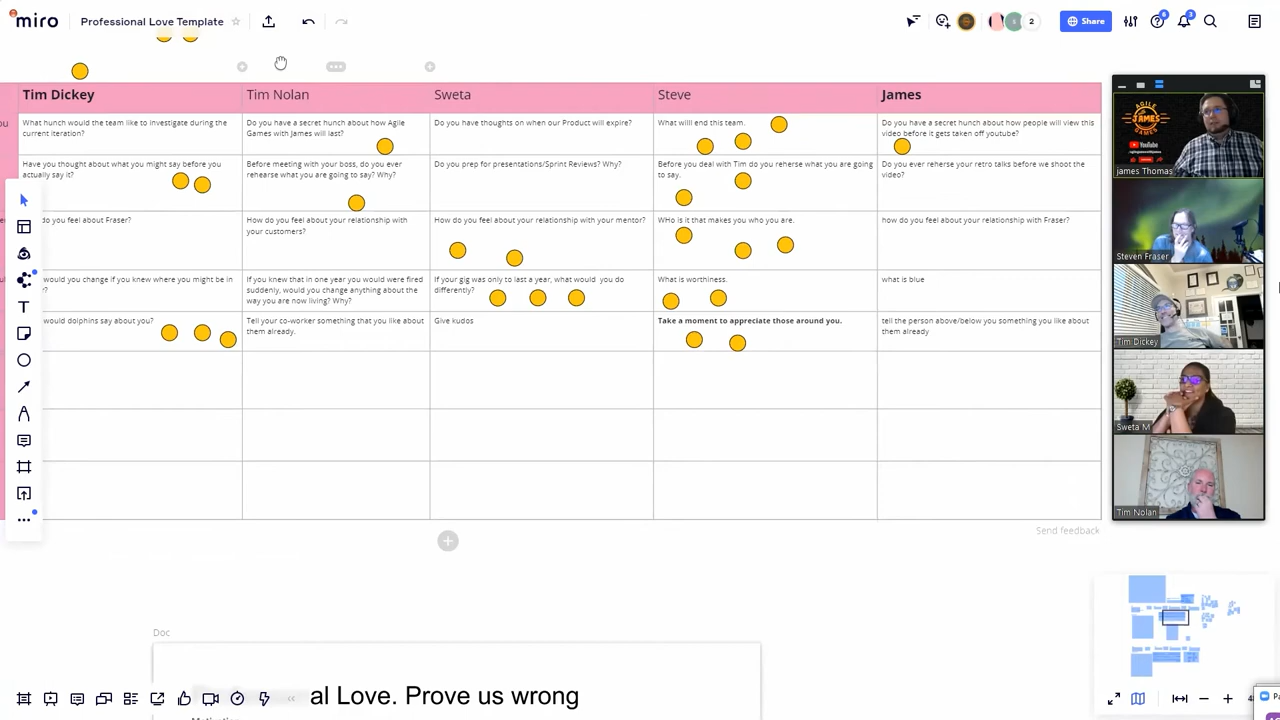 miro
Professional Love Template
2
Share
6
3
Tim Dickey
Tim Nolan
Sweta
Steve
James
ou
What hunch would the team like to investigate during the
current iteration?
Do you have a secret hunch about how Agile
Games with James will last?
Do you have thoughts on when our Product will expire?
What willl end this team.
Do you have a secret hunch about how people will view this
video before it gets taken off youtube?
Have you thought about what you might say before you
actually say it?
Before meeting with your boss, do you ever
rehearse what you are going to say? Why?
Do you prep for presentations/Sprint Reviews? Why?
Before you deal with Tim do you reherse what you are going
to say.
Do you ever reherse your retro talks before we shoot the
video?
do you feel about Fraser?
How do you feel about your relationship with
your customers?
How do you feel about your relationship with your mentor?
WHo is it that makes you who you are.
how do you feel about your relationship with Fraser?
would you change if you knew where you might be in
?
If you knew that in one year you would were fired
suddenly, would you change anything about the
way you are now living? Why?
If your gig was only to last a year, what would you do
differently?
What is worthiness.
what is blue
would dolphins say about you?
Tell your co-worker something that you like about
them already.
Give kudos
Take a moment to appreciate those around you.
tell the person above/below you something you like about
them already
AGILE
JAMES
GAMES
YouTube
james Thomas
Steven Fraser
Tim Dickey
Sweta M
Tim Nolan
Send feedback
Doc
al Love. Prove us wrong